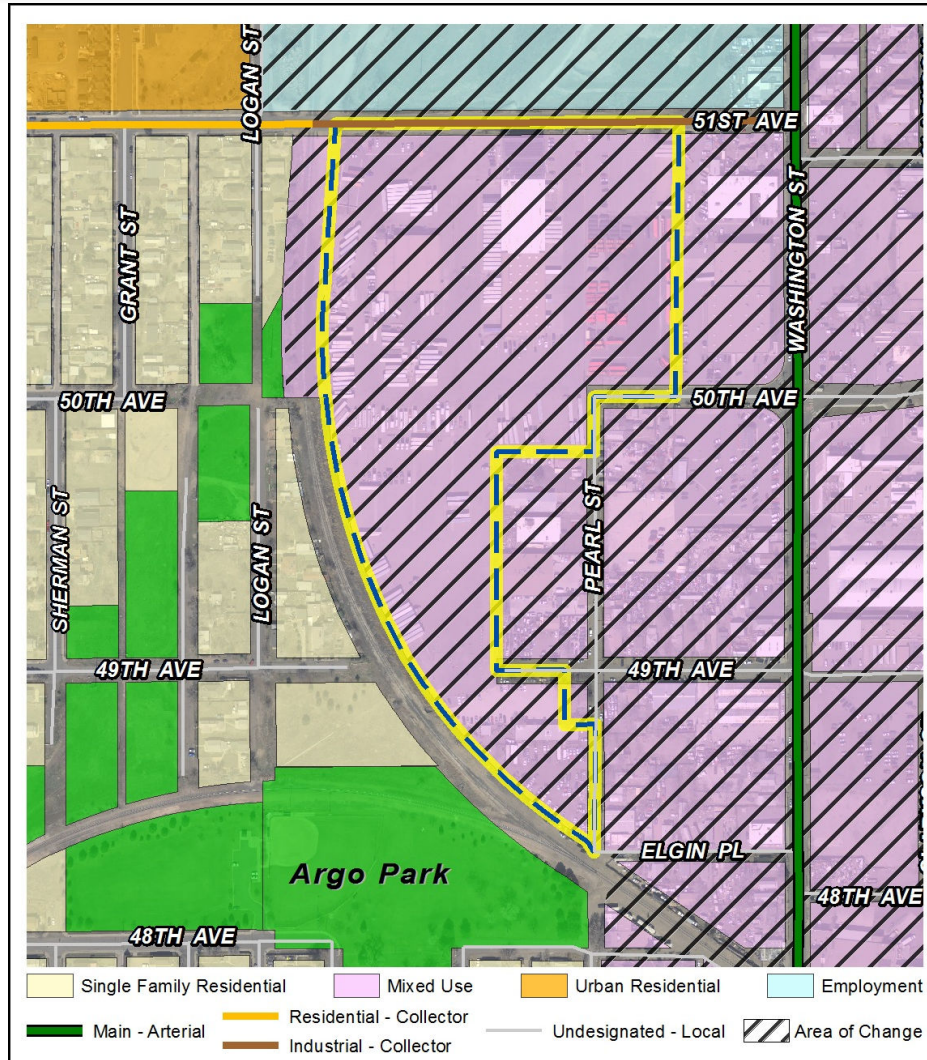 LOGAN ST
51ST AVE
GRANT ST
WASHINGTON ST
50TH AVE
50TH AVE
SHERMAN ST
LOGAN ST
PEARL ST
49TH AVE
49TH AVE
ELGIN PL
Argo Park
48TH AVE
48TH AVE
Single Family Residential
Mixed Use
Urban Residential
Employment
Main - Arterial
Residential - Collector
Industrial - Collector
Undesignated - Local
Area of Change